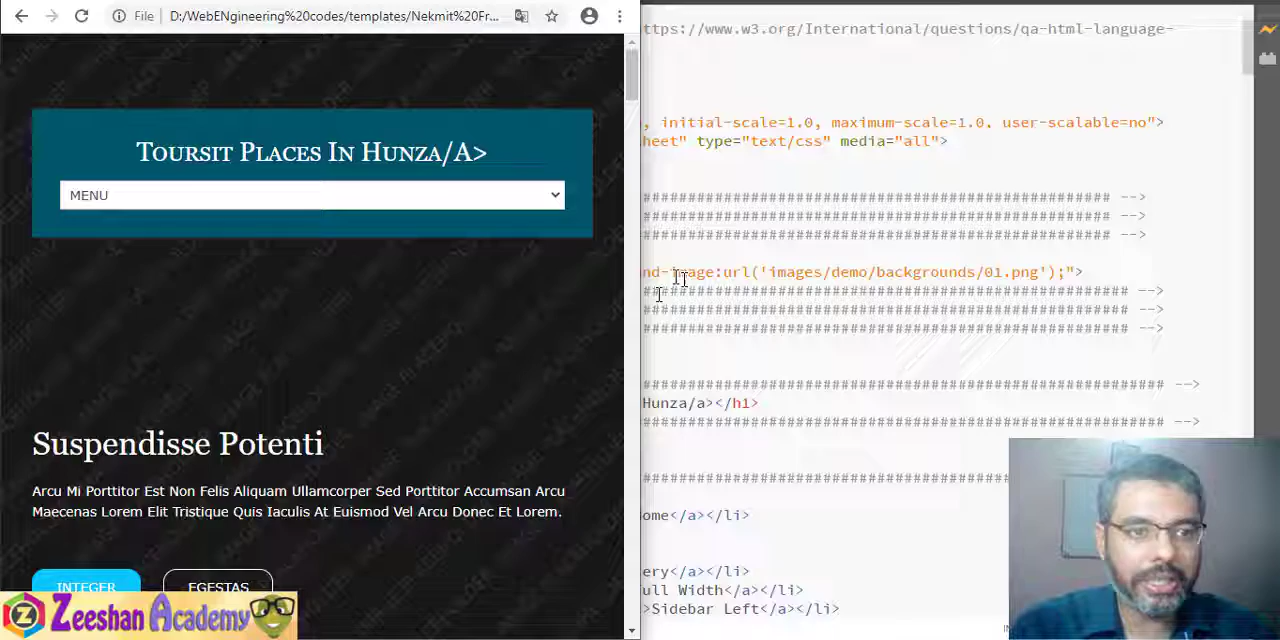 File
D:/WebENgineering%20codes/templates/Nekmit%20Fr...
Toursit Places In Hunza/A>
MENU
Suspendisse Potenti
Arcu Mi Porttitor Est Non Felis Aliquam Ullamcorper Sed Porttitor Accumsan Arcu
Maecenas Lorem Elit Tristique Quis Iaculis At Euismod Vel Arcu Donec Et Lorem.
INTEGER
EGESTAS
Zeeshan Academy
ttps://www.w3.org/International/questions/qa-html-language-
, initial-scale=1.0, maximum-scale=1.0, user-scalable=no">
heet" type="text/css" media="all">
#################################################### -->
#################################################### -->
#################################################### -->
nd-image:url('images/demo/backgrounds/01.png');">
###################################################### -->
###################################################### -->
###################################################### -->
########################################################## -->
Hunza/a></h1>
########################################################## -->
#########################################
ome</a></li>
ery</a></li>
ull Width</a></li>
>Sidebar Left</a></li>